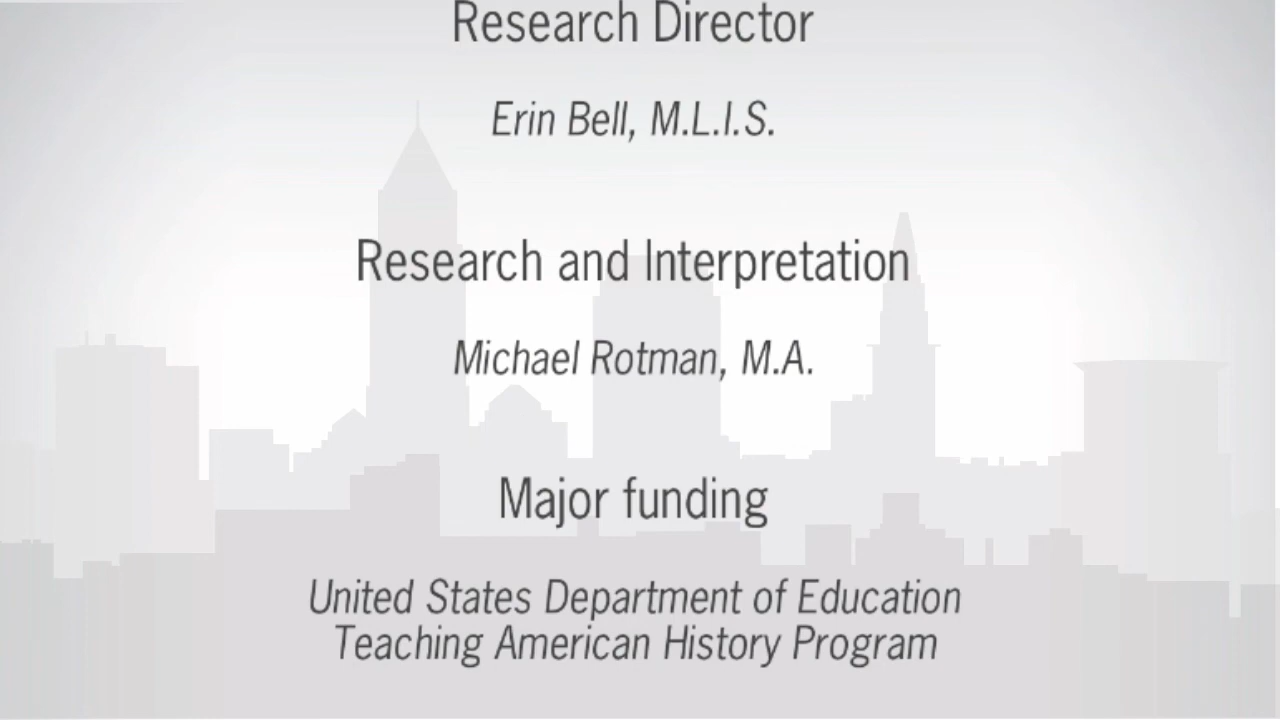 Research Director
Erin Bell, M.L.I.S.
Research and Interpretation
Michael Rotman, M.A.
Major funding
United States Department of Education
Teaching American History Program